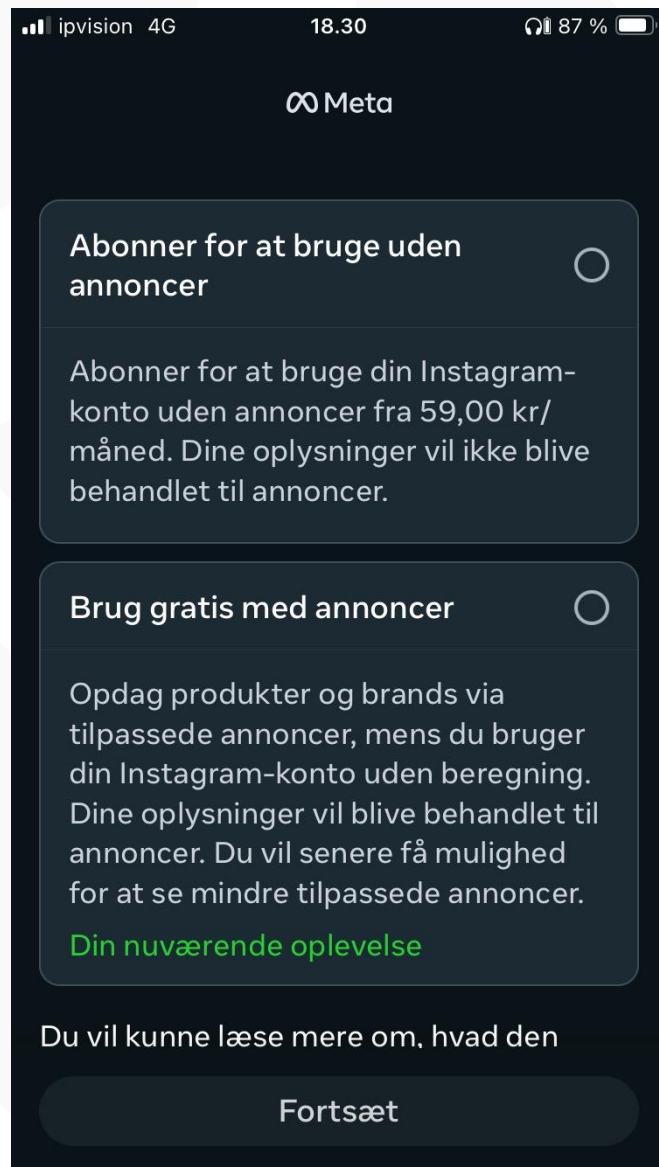 ipvision 4G 18.30 87 %
Meta
Abonner for at bruge uden
annoncer
Abonner for at bruge din Instagram-
konto uden annoncer fra 59,00 kr/
måned. Dine oplysninger vil ikke blive
behandlet til annoncer.
Brug gratis med annoncer
Opdag produkter og brands via
tilpassede annoncer, mens du bruger
din Instagram-konto uden beregning.
Dine oplysninger vil blive behandlet til
annoncer. Du vil senere få mulighed
for at se mindre tilpassede annoncer.
Din nuværende oplevelse
Du vil kunne læse mere om, hvad den
Fortsæt